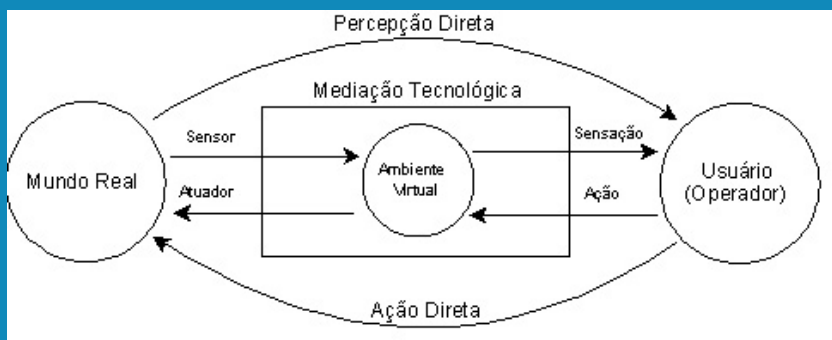 Percepção Direta
Mediação Tecnológica
Sensor
Sensação
Mundo Real
Ambiente
Virtual
Usuário
(Operador)
Atuador
Ação
Ação Direta